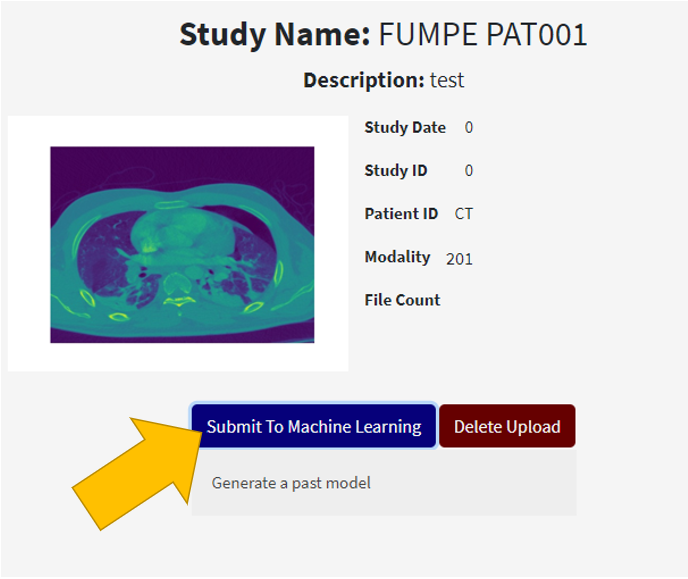 Study Name: FUMPE PAT001
Description: test
Study Date 0
Study ID 0
Patient ID CT
Modality 201
File Count
Submit To Machine Learning Delete Upload
Generate a past model